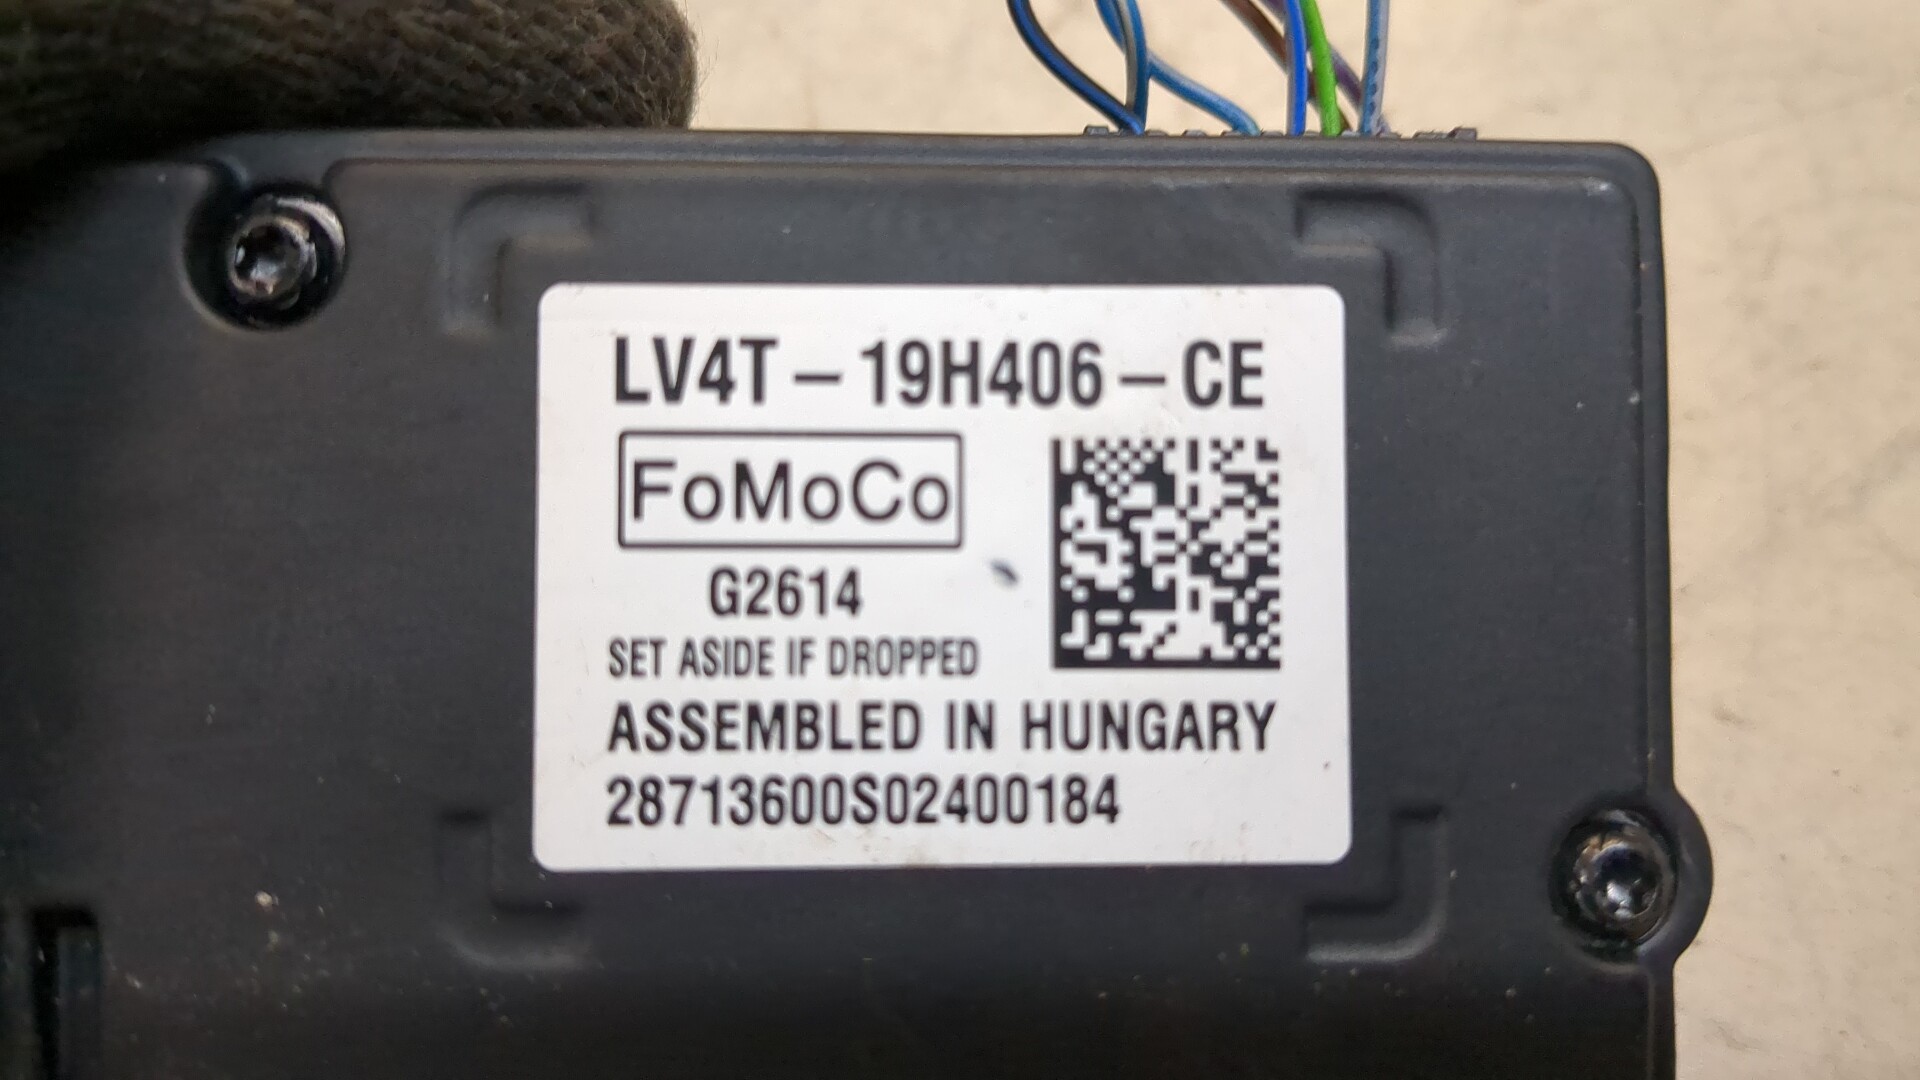 LV4T – 19H406 – CE
FoMoCo
G2614
SET ASIDE IF DROPPED
ASSEMBLED IN HUNGARY
28713600S02400184